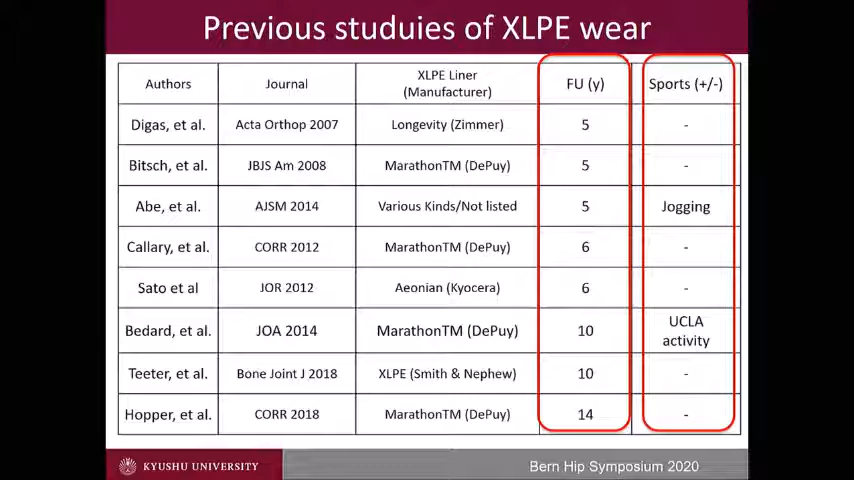 Previous studuies of XLPE wear
Authors Journal XLPE Liner (Manufacturer) FU (y) Sports (+/-)
Digas, et al. Acta Orthop 2007 Longevity (Zimmer) 5 -
Bitsch, et al. JBJS Am 2008 MarathonTM (DePuy) 5 -
Abe, et al. AJSM 2014 Various Kinds/Not listed 5 Jogging
Callary, et al. CORR 2012 MarathonTM (DePuy) 6 -
Sato et al JOR 2012 Aeonian (Kyocera) 6 -
Bedard, et al. JOA 2014 MarathonTM (DePuy) 10 UCLA activity
Teeter, et al. Bone Joint J 2018 XLPE (Smith & Nephew) 10 -
Hopper, et al. CORR 2018 MarathonTM (DePuy) 14 -
KYUSHU UNIVERSITY
Bern Hip Symposium 2020